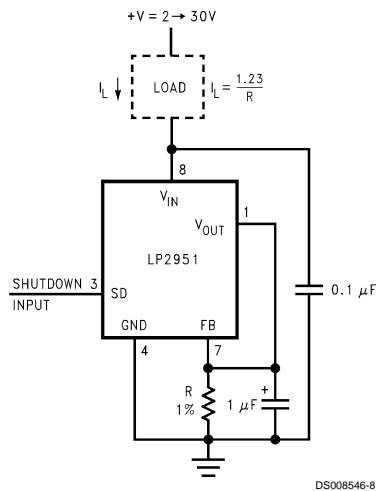 +V = 2 → 30V
I_L ↓ LOAD I_L = 1.23 / R
8
V_IN
1
V_OUT
LP2951
SHUTDOWN 3 SD
INPUT
0.1 μF
GND FB
4 7
R
1%
+
1 μF
DS008546-8